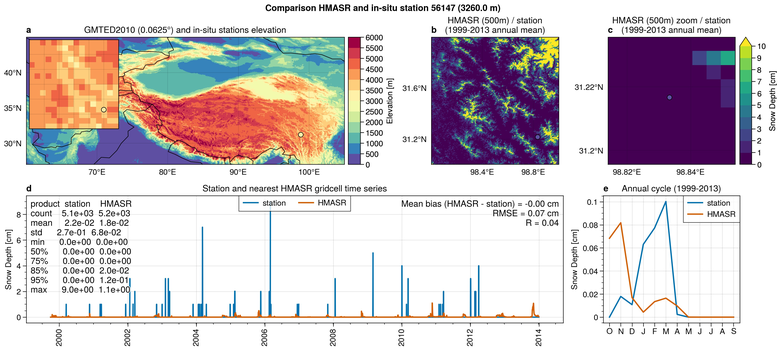 Comparison HMASR and in-situ station 56147 (3260.0 m)
a GMTED2010 (0.0625°) and in-situ stations elevation
40°N
35°N
30°N
70°E 80°E 90°E 100°E
6000
5500
5000
4500
4000
3500
3000
2500
2000
1500
1000
500
0
Elevation [m]
HMASR (500m) / station
b (1999-2013 annual mean)
31.6°N
31.2°N
98.4°E 98.8°E
HMASR (500m) zoom / station
c (1999-2013 annual mean)
31.22°N
31.2°N
98.82°E 98.84°E
10
9
8
7
6
5
4
3
2
1
0
Snow Depth [cm]
d Station and nearest HMASR gridcell time series
product station HMASR
count 5.1e+03 5.2e+03
mean 2.2e-02 1.8e-02
std 2.7e-01 6.8e-02
min 0.0e+00 0.0e+00
50% 0.0e+00 0.0e+00
75% 0.0e+00 0.0e+00
85% 0.0e+00 2.0e-02
95% 0.0e+00 1.2e-01
max 9.0e+00 1.1e+00
station HMASR
Mean bias (HMASR - station) = -0.00 cm
RMSE = 0.07 cm
R = 0.04
8
6
4
2
0
Snow Depth [cm]
2000 2002 2004 2006 2008 2010 2012 2014
e Annual cycle (1999-2013)
station
HMASR
0.1
0.08
0.06
0.04
0.02
0
Snow Depth [cm]
O N D J F M A M J J A S